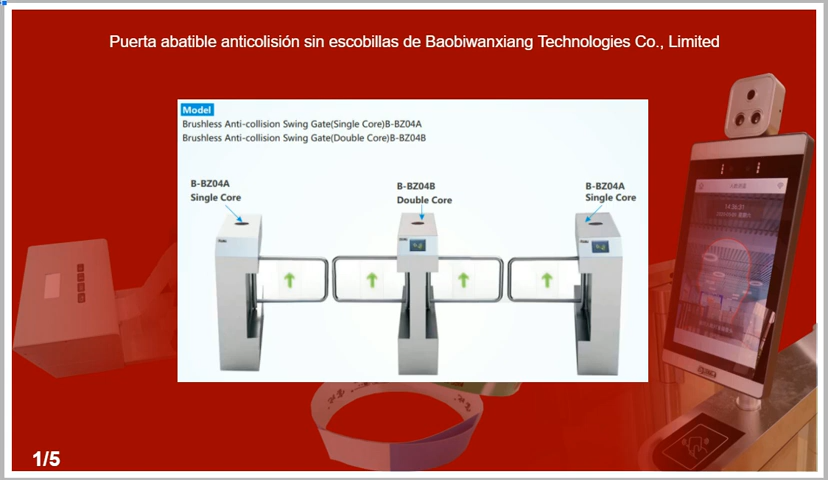 Puerta abatible anticolisión sin escobillas de Baobiwanxiang Technologies Co., Limited
Model
Brushless Anti-collision Swing Gate(Single Core)B-BZ04A
Brushless Anti-collision Swing Gate(Double Core)B-BZ04B
B-BZ04A
Single Core
B-BZ04B
Double Core
B-BZ04A
Single Core
1/5